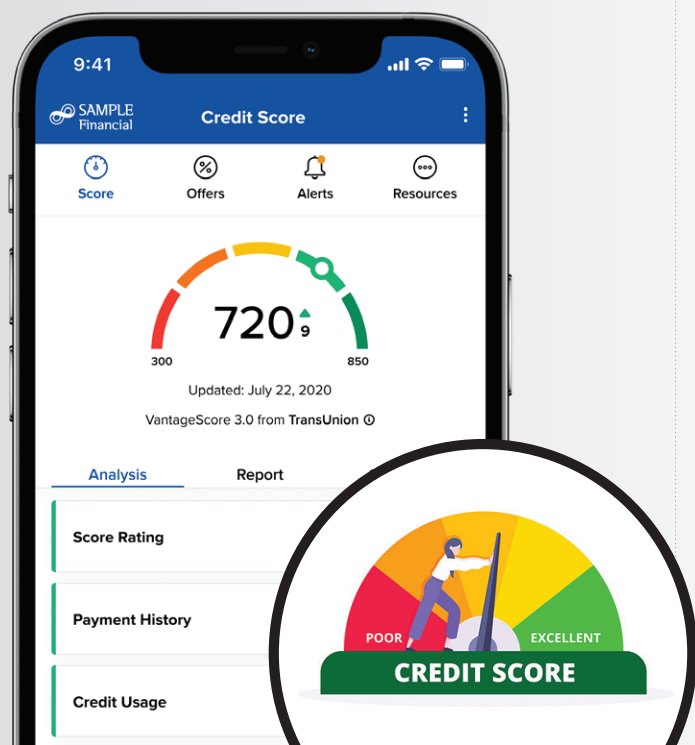 9:41
SAMPLE
Financial
Credit Score
Score
Offers
Alerts
Resources
720 9
300
850
Updated: July 22, 2020
VantageScore 3.0 from TransUnion
Analysis
Report
Score Rating
Payment History
Credit Usage
POOR
EXCELLENT
CREDIT SCORE